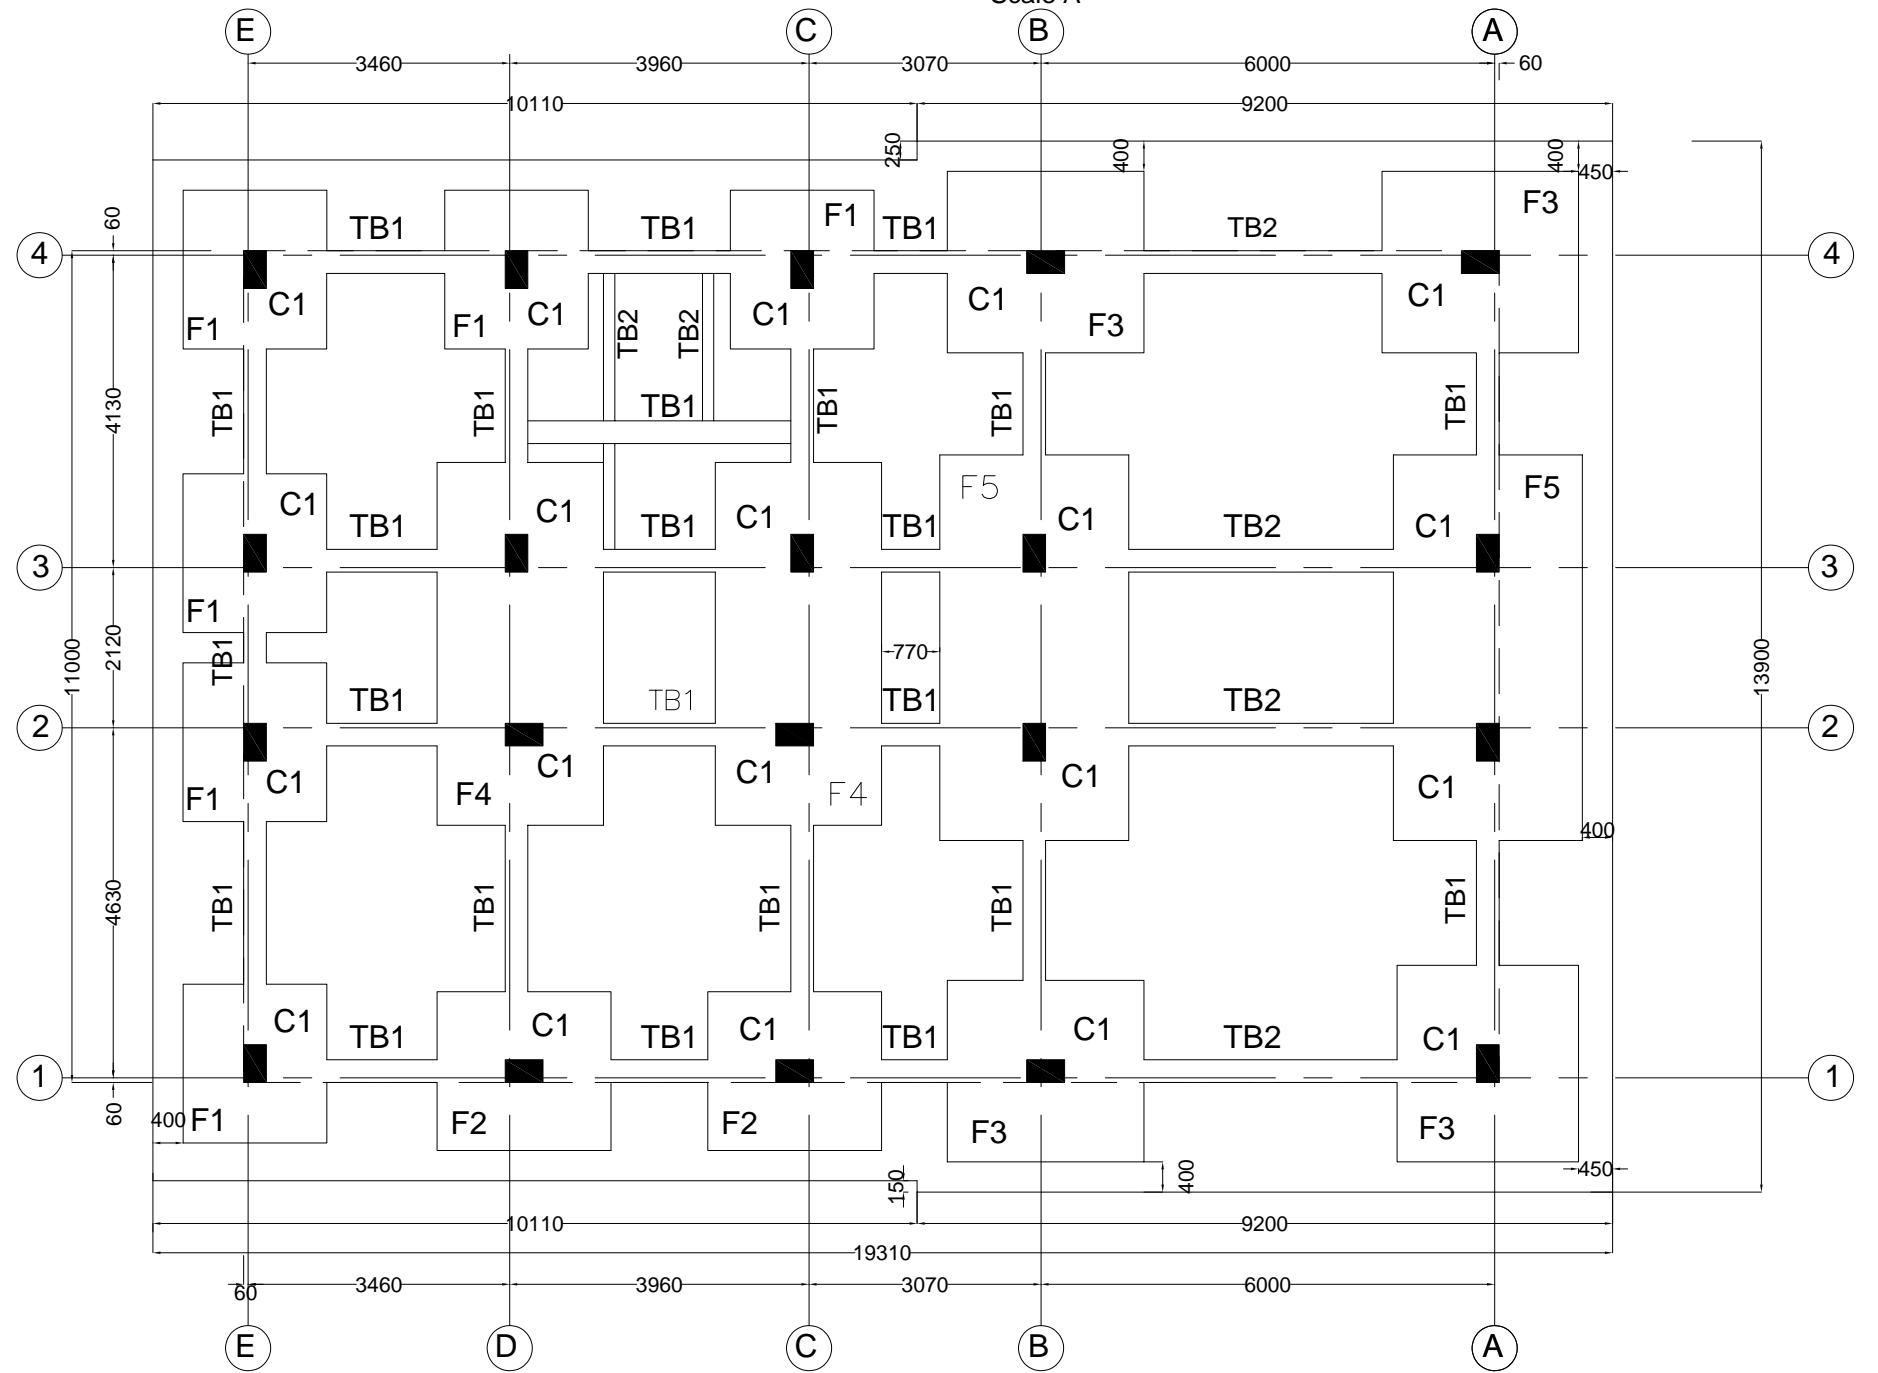 Scale A
E C B A
3460 3960 3070 6000 60
10110 9200
250 400 400 450
60 TB1 TB1 F1 TB1 TB2 F3
4 4
C1 C1 C1 C1 C1
F1 F1 TB2 TB2 F3
4130 TB1 TB1 TB1 TB1 TB1 TB1
F5 F5
C1 C1 C1 C1 C1
TB1 TB1 TB1 TB2
3 3
F1
11000 2120 TB1 770 13900
TB1 TB1 TB1 TB2
2 2
C1 C1 C1 C1 C1
F1 F4 F4
400
4630 TB1 TB1 TB1 TB1 TB1
C1 C1 C1 C1 C1
TB1 TB1 TB1 TB2
1 1
60 400 F1 F2 F2 F3 F3
150 400 450
10110 9200
19310
60 3460 3960 3070 6000
E D C B A